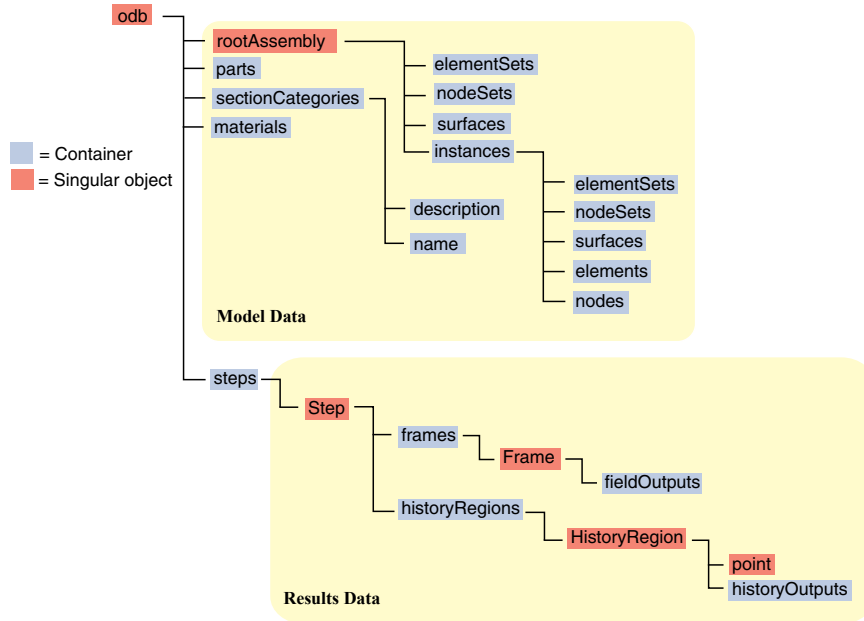 odb
rootAssembly
parts
sectionCategories
materials
elementSets
nodeSets
surfaces
instances
= Container
= Singular object
elementSets
nodeSets
surfaces
elements
nodes
description
name
Model Data
steps
Step
frames
Frame
fieldOutputs
historyRegions
HistoryRegion
point
historyOutputs
Results Data